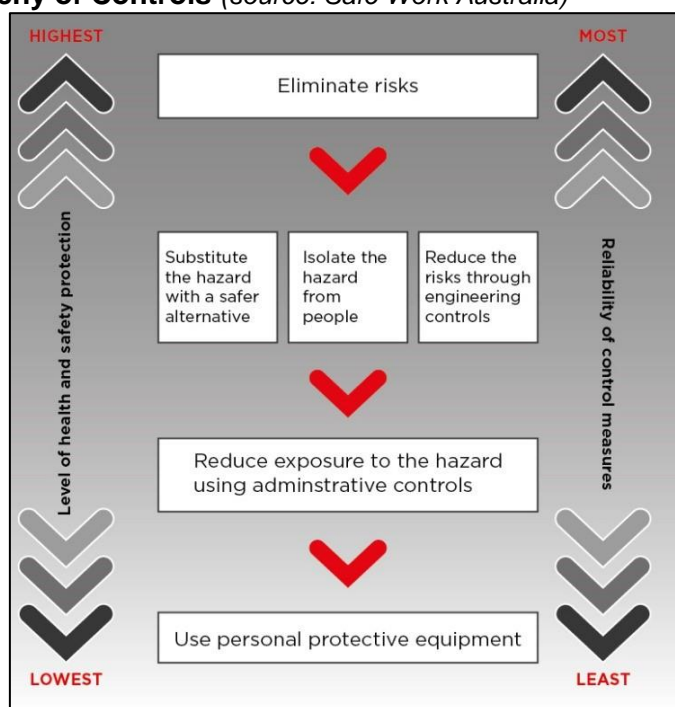 hy of Controls (source: Safe Work Australia)
HIGHEST
MOST
Eliminate risks
Substitute
the hazard
with a safer
alternative
Isolate the
hazard
from
people
Reduce the
risks through
engineering
controls
Level of health and safety protection
Reliability of control measures
Reduce exposure to the hazard
using adminstrative controls
Use personal protective equipment
LOWEST
LEAST